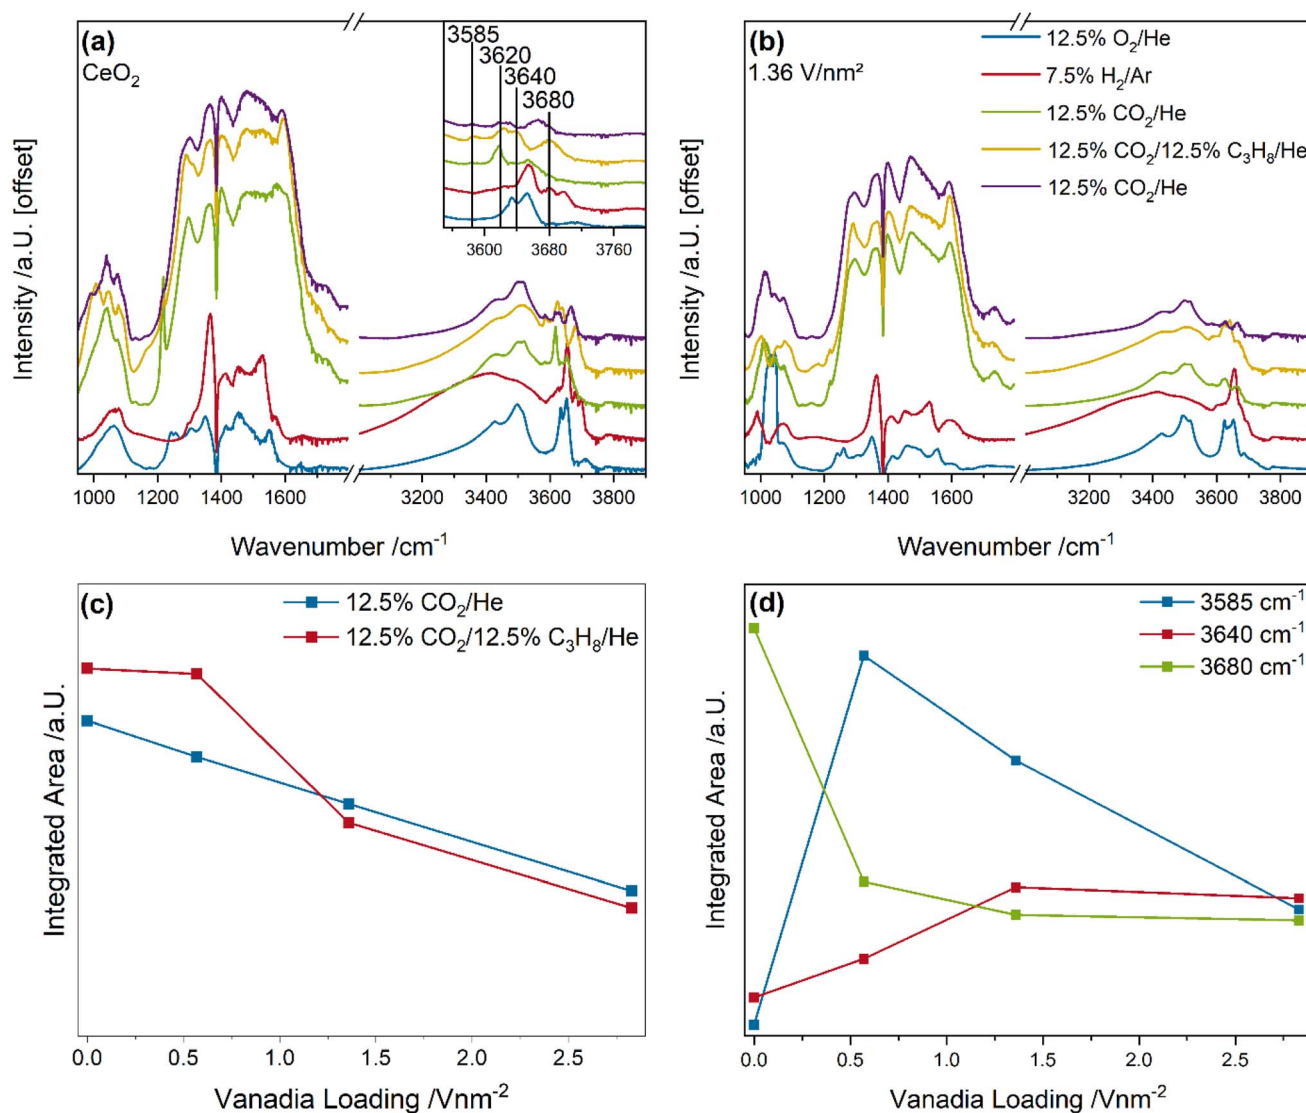 (a)
CeO₂
3585
3620
3640
3680
3600 3680 3760
Intensity /a.U. [offset]
1000 1200 1400 1600 3400 3600 3800
Wavenumber /cm⁻¹
(b)
1.36 V/nm²
12.5% O₂/He
7.5% H₂/Ar
12.5% CO₂/He
12.5% CO₂/12.5% C₃H₈/He
12.5% CO₂/He
Intensity /a.U. [offset]
1000 1200 1400 1600 3200 3400 3600 3800
Wavenumber /cm⁻¹
(c)
12.5% CO₂/He
12.5% CO₂/12.5% C₃H₈/He
Integrated Area /a.U.
0.0 0.5 1.0 1.5 2.0 2.5
Vanadia Loading /Vnm⁻²
(d)
3585 cm⁻¹
3640 cm⁻¹
3680 cm⁻¹
Integrated Area /a.U.
0.0 0.5 1.0 1.5 2.0 2.5
Vanadia Loading /Vnm⁻²